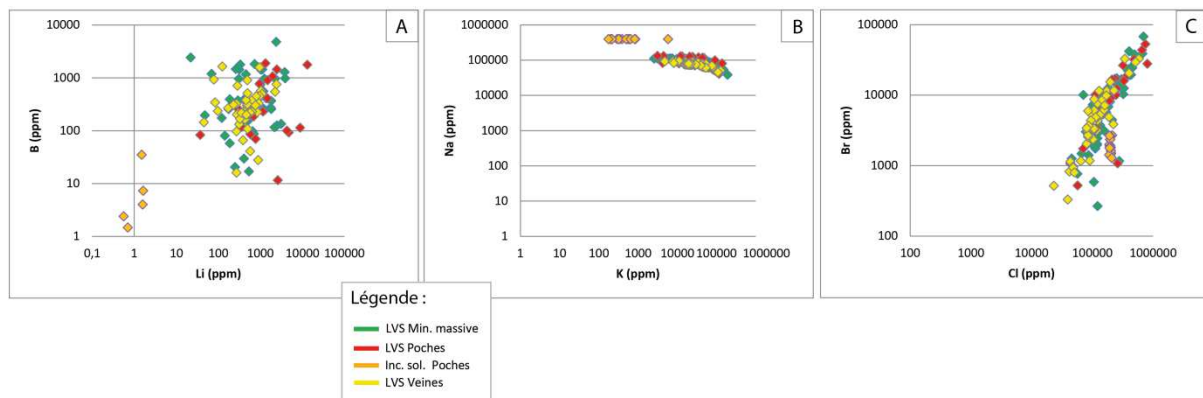 A
10000
1000
100
10
1
B (ppm)
0,1 1 10 100 1000 10000 100000
Li (ppm)
B
1000000
100000
10000
1000
100
10
1
Na (ppm)
1 10 100 1000 10000 100000 1000000
K (ppm)
C
100000
10000
1000
100
Br (ppm)
100 1000 10000 100000 1000000
Cl (ppm)
Légende :
LVS Min. massive
LVS Poches
Inc. sol. Poches
LVS Veines